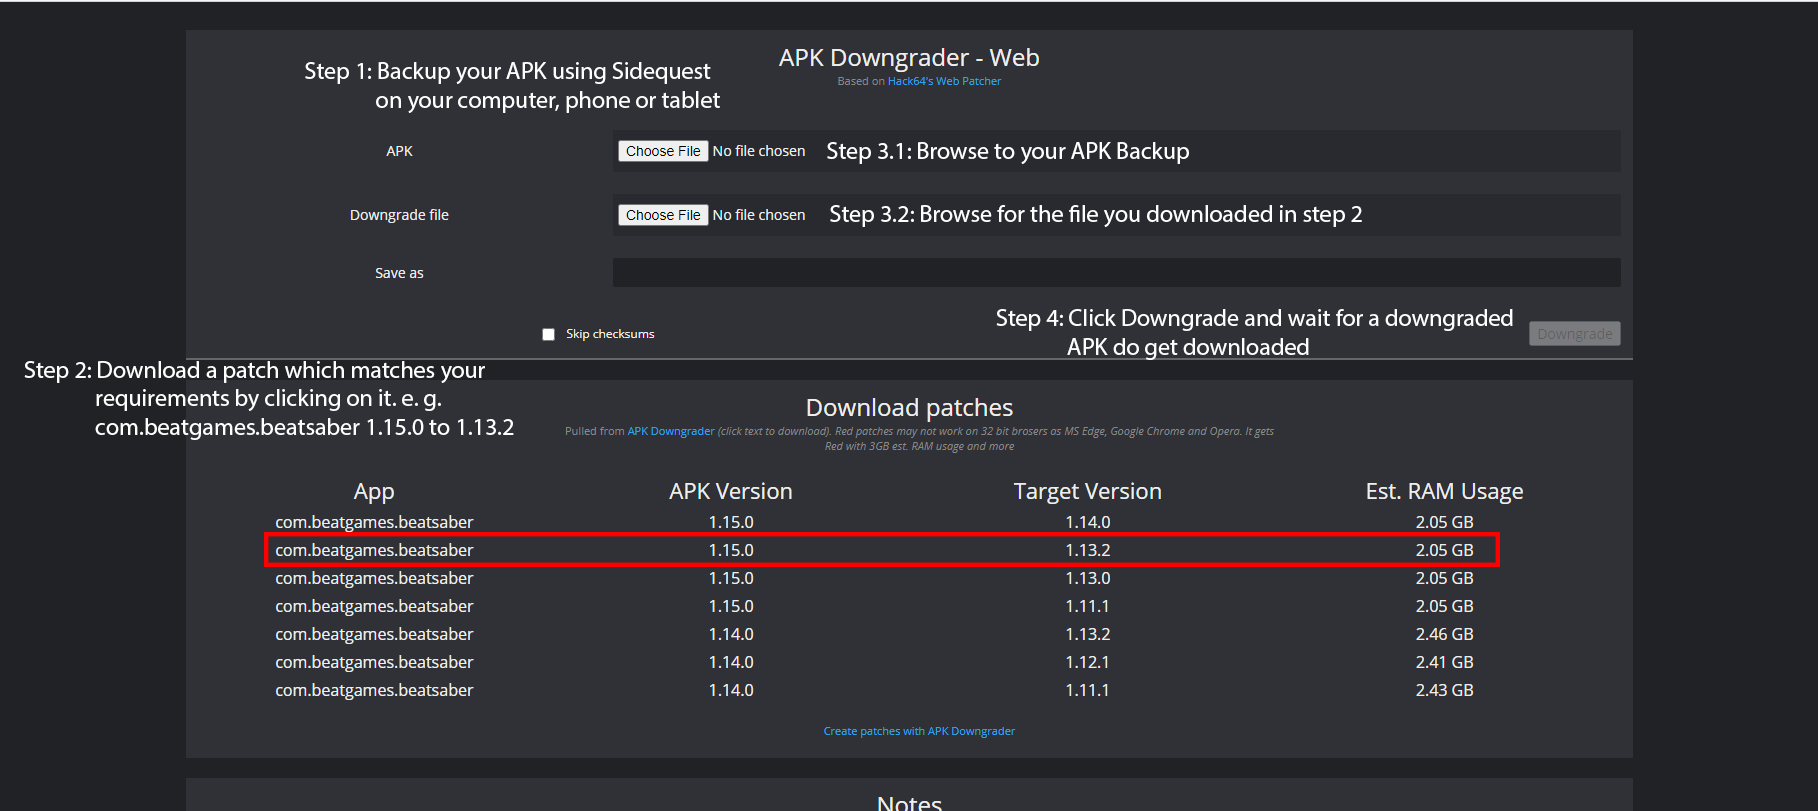 APK Downgrader - Web
Based on Hack64's Web Patcher
Step 1: Backup your APK using Sidequest
on your computer, phone or tablet
APK
Choose File No file chosen
Step 3.1: Browse to your APK Backup
Downgrade file
Choose File No file chosen
Step 3.2: Browse for the file you downloaded in step 2
Save as
Skip checksums
Step 4: Click Downgrade and wait for a downgraded
APK do get downloaded
Downgrade
Step 2: Download a patch which matches your
requirements by clicking on it. e. g.
com.beatgames.beatsaber 1.15.0 to 1.13.2
Download patches
Pulled from APK Downgrader (click text to download). Red patches may not work on 32 bit brosers as MS Edge, Google Chrome and Opera. It gets
Red with 3GB est. RAM usage and more
App APK Version Target Version Est. RAM Usage
com.beatgames.beatsaber 1.15.0 1.14.0 2.05 GB
com.beatgames.beatsaber 1.15.0 1.13.2 2.05 GB
com.beatgames.beatsaber 1.15.0 1.13.0 2.05 GB
com.beatgames.beatsaber 1.15.0 1.11.1 2.05 GB
com.beatgames.beatsaber 1.14.0 1.13.2 2.46 GB
com.beatgames.beatsaber 1.14.0 1.12.1 2.41 GB
com.beatgames.beatsaber 1.14.0 1.11.1 2.43 GB
Create patches with APK Downgrader
Notes